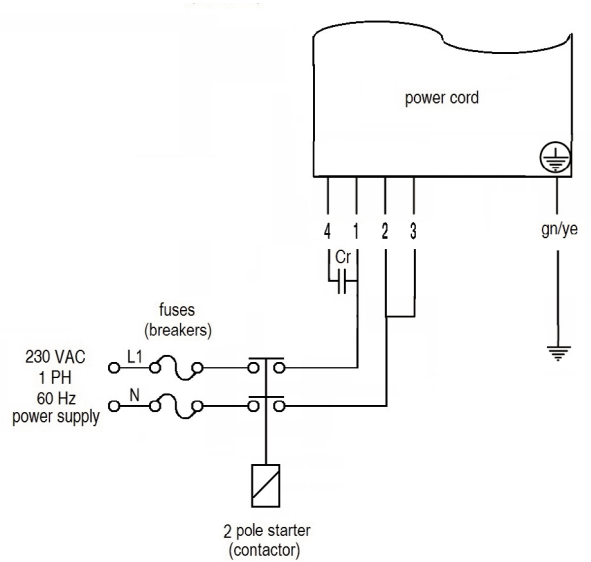 power cord
4 1 2 3 gn/ye
Cr
fuses
(breakers)
230 VAC
1 PH
60 Hz
power supply
L1
N
2 pole starter
(contactor)